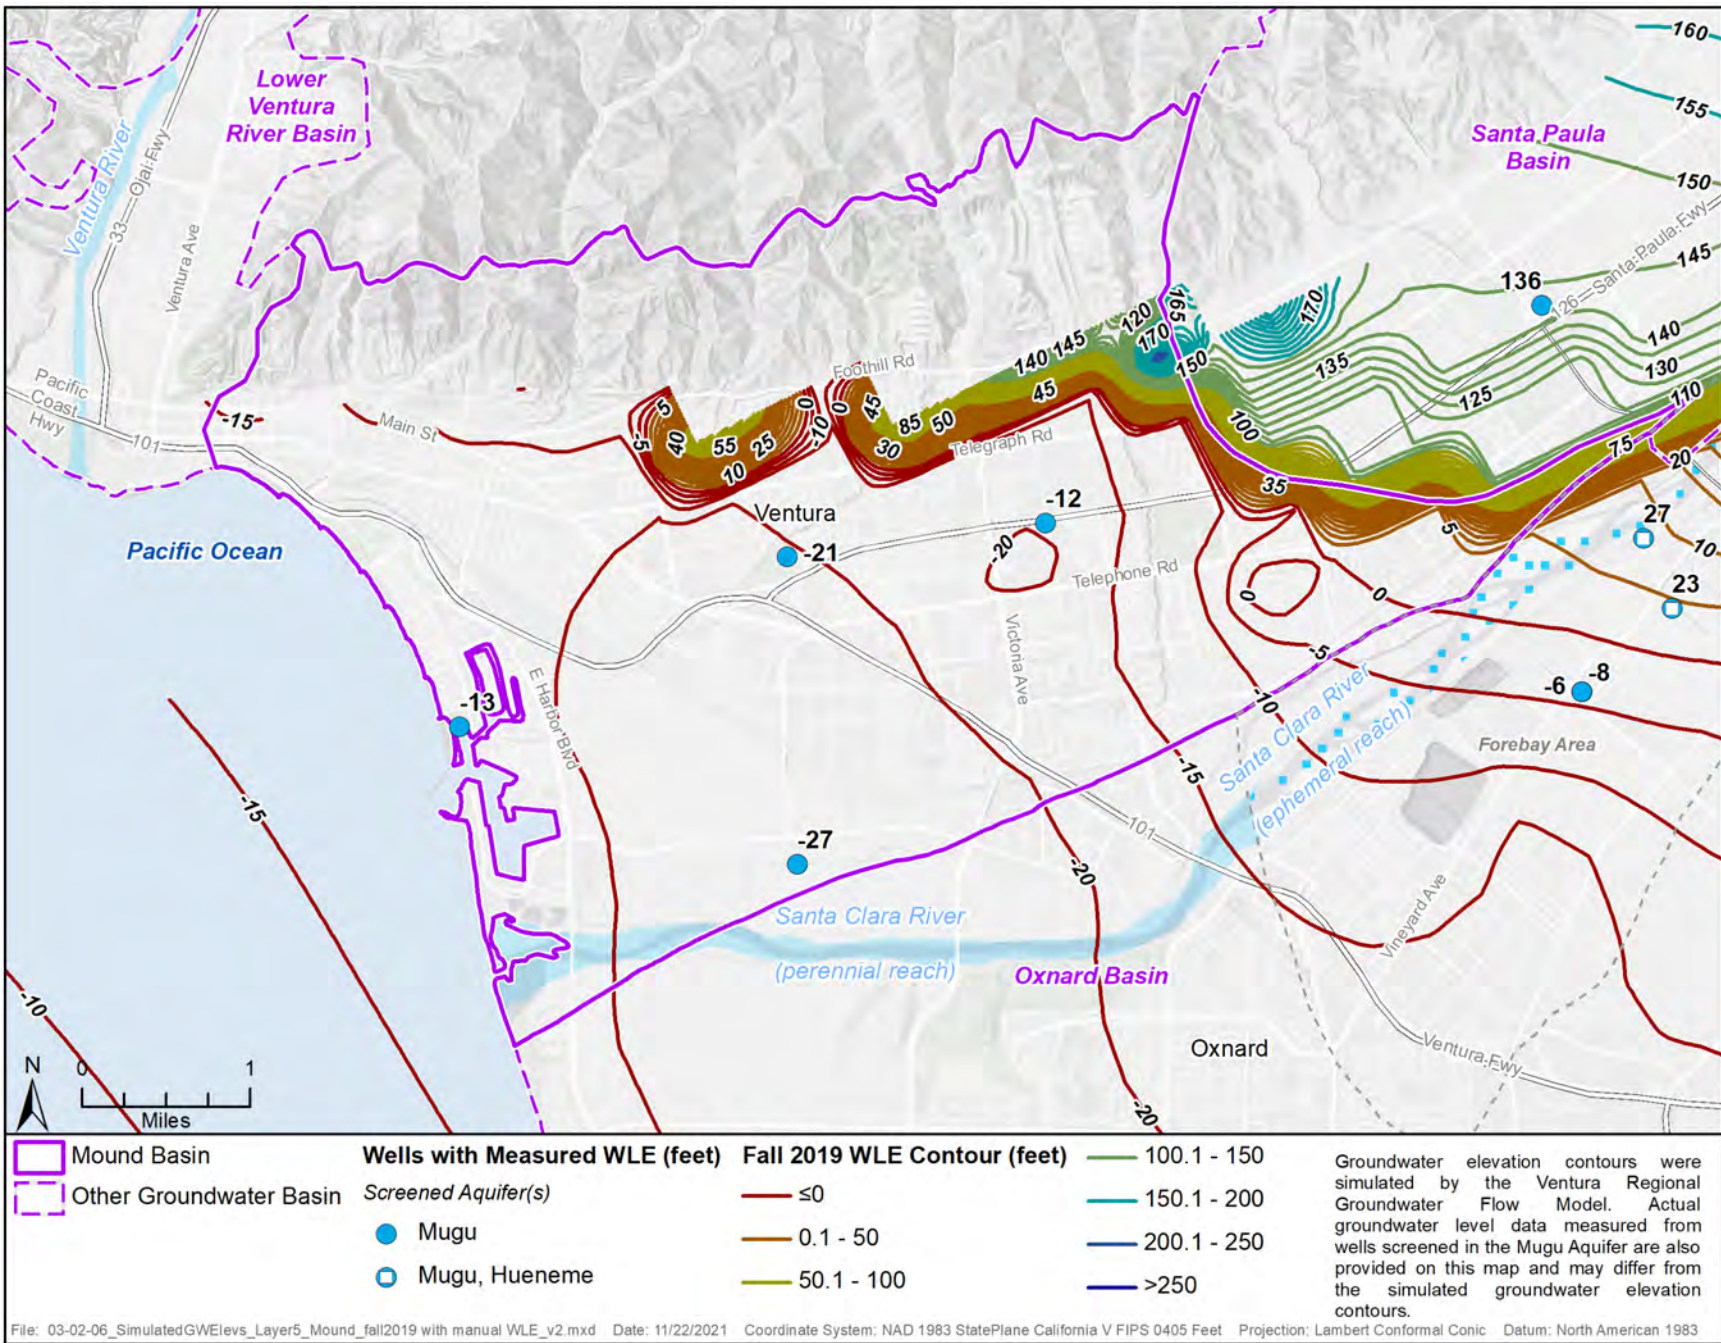 160
155
150
145
140
130
Lower
Ventura
River Basin
Santa Paula
Basin
Ventura River
33
Ojai Fwy
Ventura Ave
136
126
Santa Paula Fwy
170
165
120
170
150
145
140
135
125
110
100
75
20
Foothill Rd
Pacific
Coast
Hwy
101
-15
Main St
5
-5
40
55
25
10
0
-10
0
45
30
85
50
45
Telegraph Rd
35
5
27
10
23
Ventura
-21
-12
-20
Telephone Rd
0
0
-5
-10
-15
Pacific Ocean
Victoria Ave
E Harbor Blvd
-13
-6
-8
Forebay Area
Santa Clara River
(ephemeral reach)
-15
-27
-20
101
Santa Clara River
(perennial reach)
Oxnard Basin
Vineyard Ave
-10
Oxnard
Ventura Fwy
-20
N
0 1
Miles
Mound Basin
Other Groundwater Basin
Wells with Measured WLE (feet)
Screened Aquifer(s)
Mugu
Mugu, Hueneme
Fall 2019 WLE Contour (feet)
≤0
0.1 - 50
50.1 - 100
100.1 - 150
150.1 - 200
200.1 - 250
>250
Groundwater elevation contours were
simulated by the Ventura Regional
Groundwater Flow Model. Actual
groundwater level data measured from
wells screened in the Mugu Aquifer are also
provided on this map and may differ from
the simulated groundwater elevation
contours.
File: 03-02-06_SimulatedGWElevs_Layer5_Mound_fall2019 with manual WLE_v2.mxd Date: 11/22/2021 Coordinate System: NAD 1983 StatePlane California V FIPS 0405 Feet Projection: Lambert Conformal Conic Datum: North American 1983